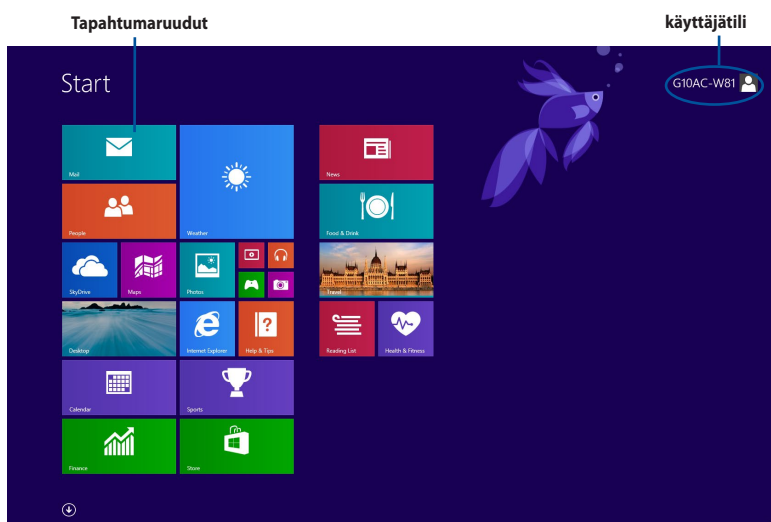 Tapahtumaruudut
käyttäjätili
Start
G10AC-W81
Mail
News
People
Weather
Food & Drink
SkyDrive
Maps
Photos
Travel
Desktop
Internet Explorer
Help & Tips
Reading List
Health & Fitness
Calendar
Sports
Finance
Store